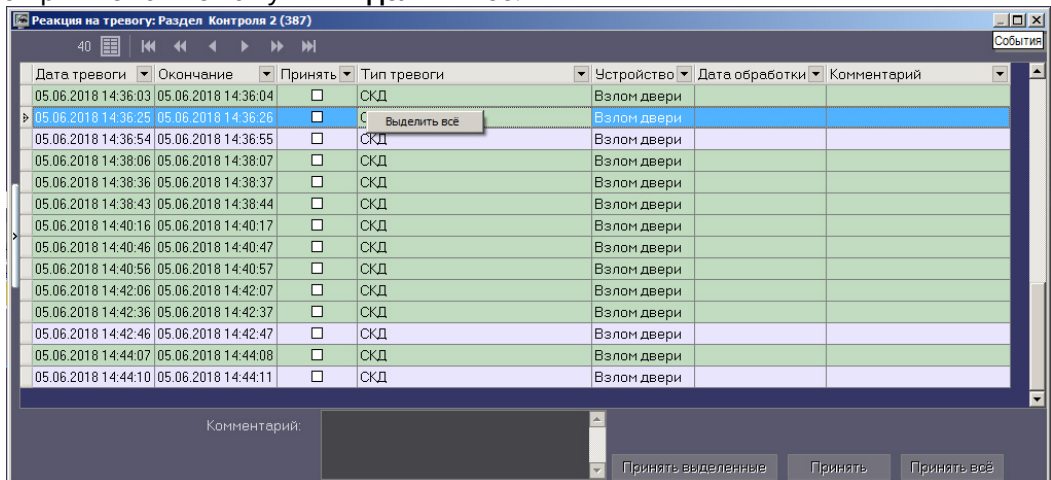 Реакция на тревогу: Раздел Контроля 2 (387)
События
40
Дата тревоги Окончание Принять Тип тревоги Устройство Дата обработки Комментарий
05.06.2018 14:36:03 05.06.2018 14:36:04 СКД Взлом двери
05.06.2018 14:36:25 05.06.2018 14:36:26 Выделить всё Взлом двери
05.06.2018 14:36:54 05.06.2018 14:36:55 СКД Взлом двери
05.06.2018 14:38:06 05.06.2018 14:38:07 СКД Взлом двери
05.06.2018 14:38:36 05.06.2018 14:38:37 СКД Взлом двери
05.06.2018 14:38:43 05.06.2018 14:38:44 СКД Взлом двери
05.06.2018 14:40:16 05.06.2018 14:40:17 СКД Взлом двери
05.06.2018 14:40:46 05.06.2018 14:40:47 СКД Взлом двери
05.06.2018 14:40:56 05.06.2018 14:40:57 СКД Взлом двери
05.06.2018 14:42:06 05.06.2018 14:42:07 СКД Взлом двери
05.06.2018 14:42:36 05.06.2018 14:42:37 СКД Взлом двери
05.06.2018 14:42:46 05.06.2018 14:42:47 СКД Взлом двери
05.06.2018 14:44:07 05.06.2018 14:44:08 СКД Взлом двери
05.06.2018 14:44:10 05.06.2018 14:44:11 СКД Взлом двери
Комментарий:
Принять выделенные Принять Принять всё